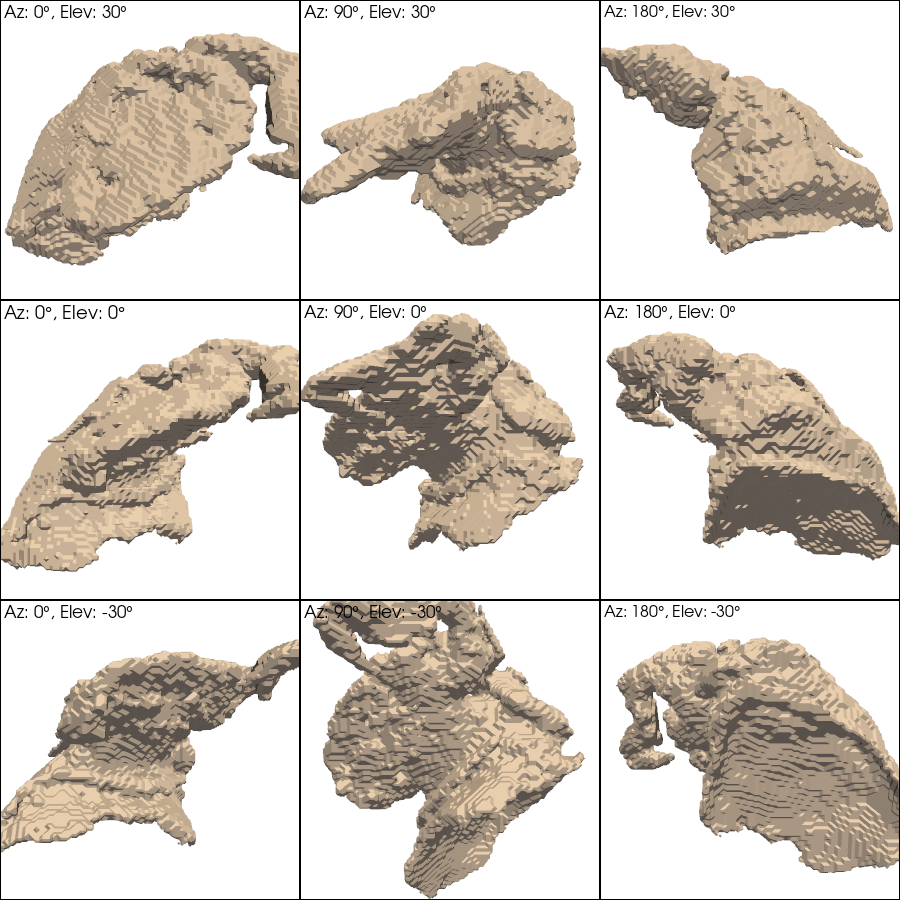 Az: 0°, Elev: 30°
Az: 90°, Elev: 30°
Az: 180°, Elev: 30°
Az: 0°, Elev: 0°
Az: 90°, Elev: 0°
Az: 180°, Elev: 0°
Az: 0°, Elev: -30°
Az: 90°, Elev: -30°
Az: 180°, Elev: -30°